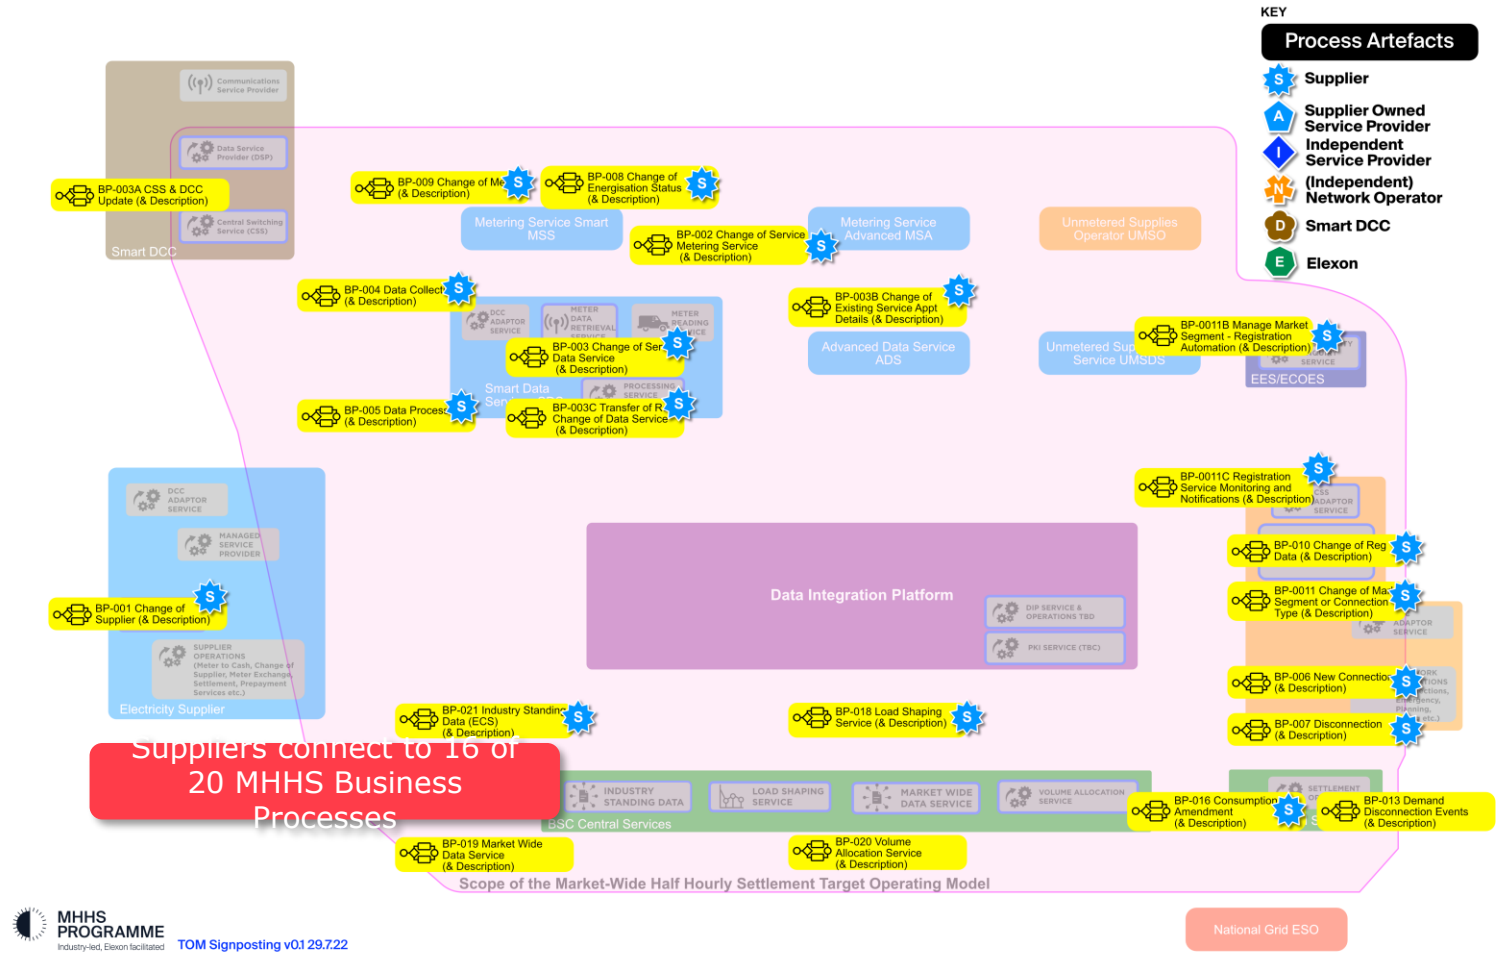 KEY
Process Artefacts
S
Supplier
A
Supplier Owned
Service Provider
I
Independent
Service Provider
N
(Independent)
Network Operator
D
Smart DCC
E
Elexon
Communications
Service Provider
Data Service
Provider (DSP)
BP-003A CSS & DCC
Update (& Description)
Central Switching
Service (CSS)
Smart DCC
BP-009 Change of Me
(& Description)
S
BP-008 Change of
Energisation Status
(& Description)
S
Metering Service Smart
MSS
Metering Service
Advanced MSA
Unmetered Supplies
Operator UMSO
BP-002 Change of Service
Metering Service
(& Description)
S
BP-004 Data Collect
(& Description)
S
DCC
ADAPTOR
SERVICE
METER
DATA
RETRIEVAL
METER
READING
BP-003B Change of
Existing Service Appt
Details (& Description)
S
BP-003 Change of Ser
Data Service
(& Description)
S
Advanced Data Service
ADS
Unmetered Sup
Service UMSDS
BP-0011B Manage Market
Segment - Registration
Automation (& Description)
S
SERVICE
EES/ECOES
Smart Data
PROCESSING
SERVICE
BP-005 Data Process
(& Description)
S
BP-003C Transfer of R
Change of Data Service
(& Description)
S
BP-0011C Registration
Service Monitoring and
Notifications (& Description)
S
CSS
ADAPTOR
SERVICE
DCC
ADAPTOR
SERVICE
MANAGED
SERVICE
PROVIDER
BP-001 Change of
Supplier (& Description)
S
SUPPLIER
OPERATIONS
(Meter to Cash, Change of
Supplier, Meter Exchange,
Settlement, Prepayment
Services etc.)
Electricity Supplier
Data Integration Platform
DIP SERVICE &
OPERATIONS TBD
PKI SERVICE (TBC)
BP-010 Change of Reg
Data (& Description)
S
BP-0011 Change of Ma
Segment or Connection
Type (& Description)
S
ADAPTOR
SERVICE
BP-006 New Connectio
(& Description)
S
BP-007 Disconnection
(& Description)
S
BP-021 Industry Standing
Data (ECS)
(& Description)
S
BP-018 Load Shaping
Service (& Description)
S
Suppliers connect to 16 of
20 MHHS Business
Processes
INDUSTRY
STANDING DATA
LOAD SHAPING
SERVICE
MARKET WIDE
DATA SERVICE
VOLUME ALLOCATION
SERVICE
SETTLEMENT
BSC Central Services
BP-016 Consumption
Amendment
(& Description)
S
BP-013 Demand
Disconnection Events
(& Description)
BP-019 Market Wide
Data Service
(& Description)
BP-020 Volume
Allocation Service
(& Description)
Scope of the Market-Wide Half Hourly Settlement Target Operating Model
MHHS
PROGRAMME
Industry-led, Elexon facilitated
TOM Signposting v0.1 29.7.22
National Grid ESO